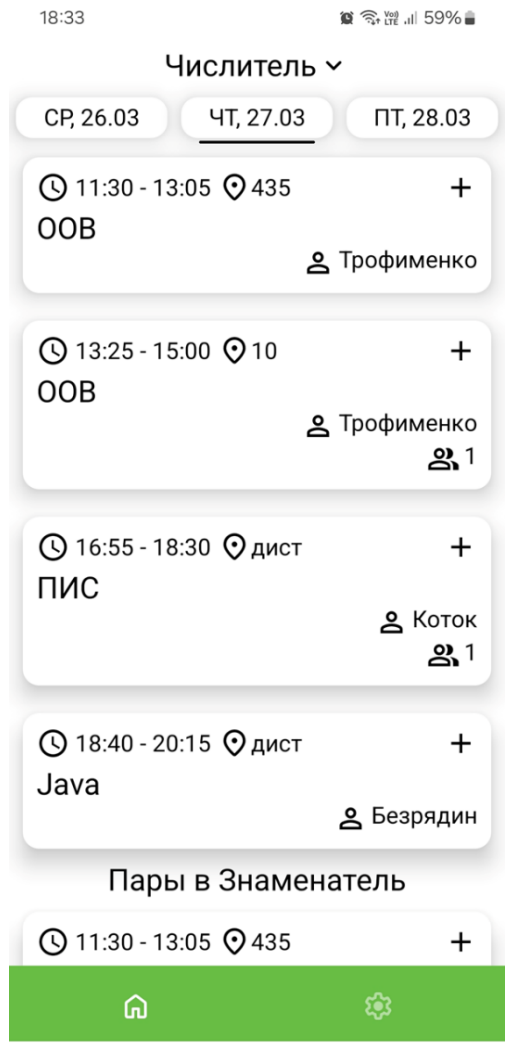 18:33 Vo)) LTE 59%
Числитель
СР, 26.03 ЧТ, 27.03 ПТ, 28.03
11:30 - 13:05 435 +
ООВ
Трофименко
13:25 - 15:00 10 +
ООВ
Трофименко
1
16:55 - 18:30 дист +
ПИС
Коток
1
18:40 - 20:15 дист +
Java
Безрядин
Пары в Знаменатель
11:30 - 13:05 435 +